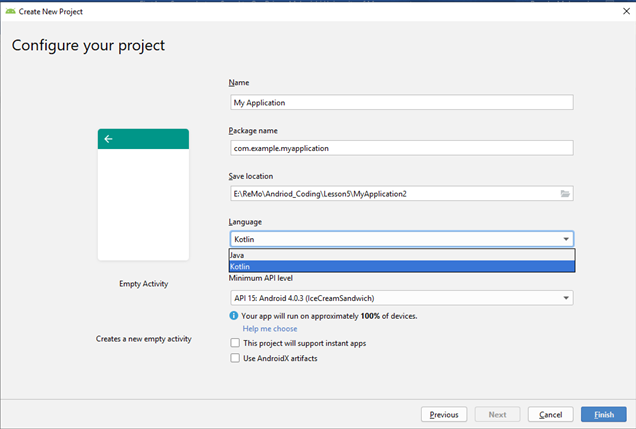 Create New Project
Configure your project
Name
My Application
Package name
com.example.myapplication
Save location
E:\ReMo\Andriod_Coding\Lesson5\MyApplication2
Language
Kotlin
Java
Kotlin
Minimum API level
API 15: Android 4.0.3 (IceCreamSandwich)
Your app will run on approximately 100% of devices.
Help me choose
This project will support instant apps
Use AndroidX artifacts
Empty Activity
Creates a new empty activity
Previous
Next
Cancel
Finish